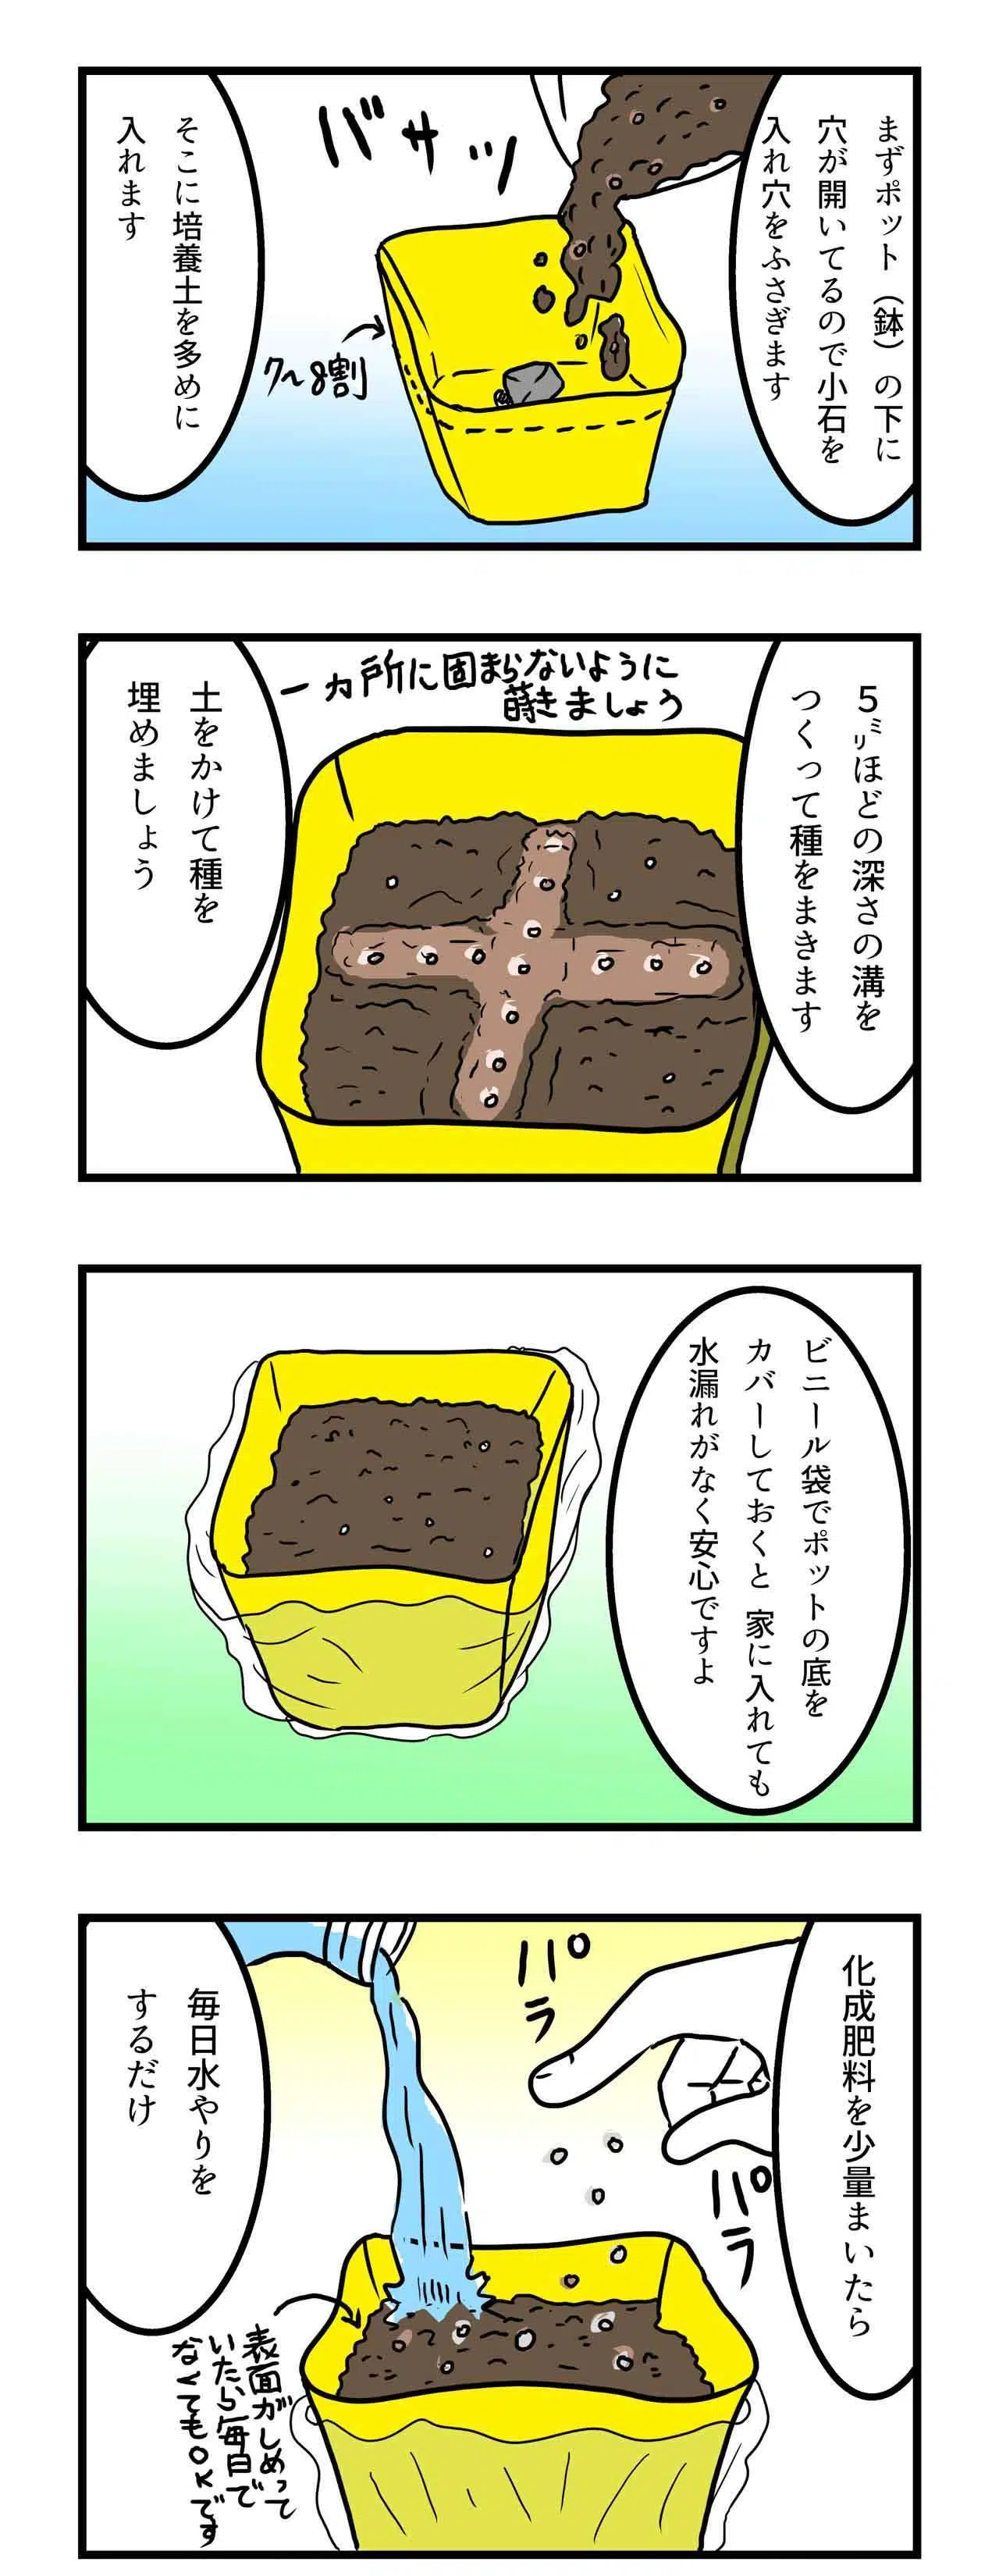 まずポット（鉢）の下に
穴が開いてるので小石を
入れ穴をふさぎます
バサッ
7〜8割
そこに培養土を多めに
入れます
5㍉ほどの深さの溝を
つくって種をまきます
一カ所に固まらないように
蒔きましょう
土をかけて種を
埋めましょう
ビニール袋でポットの底を
カバーしておくと 家に入れても
水漏れがなく安心ですよ
化成肥料を少量まいたら
パラ
パラ
毎日水やりを
するだけ
表面がしめって
いたら毎日で
なくてもOKです